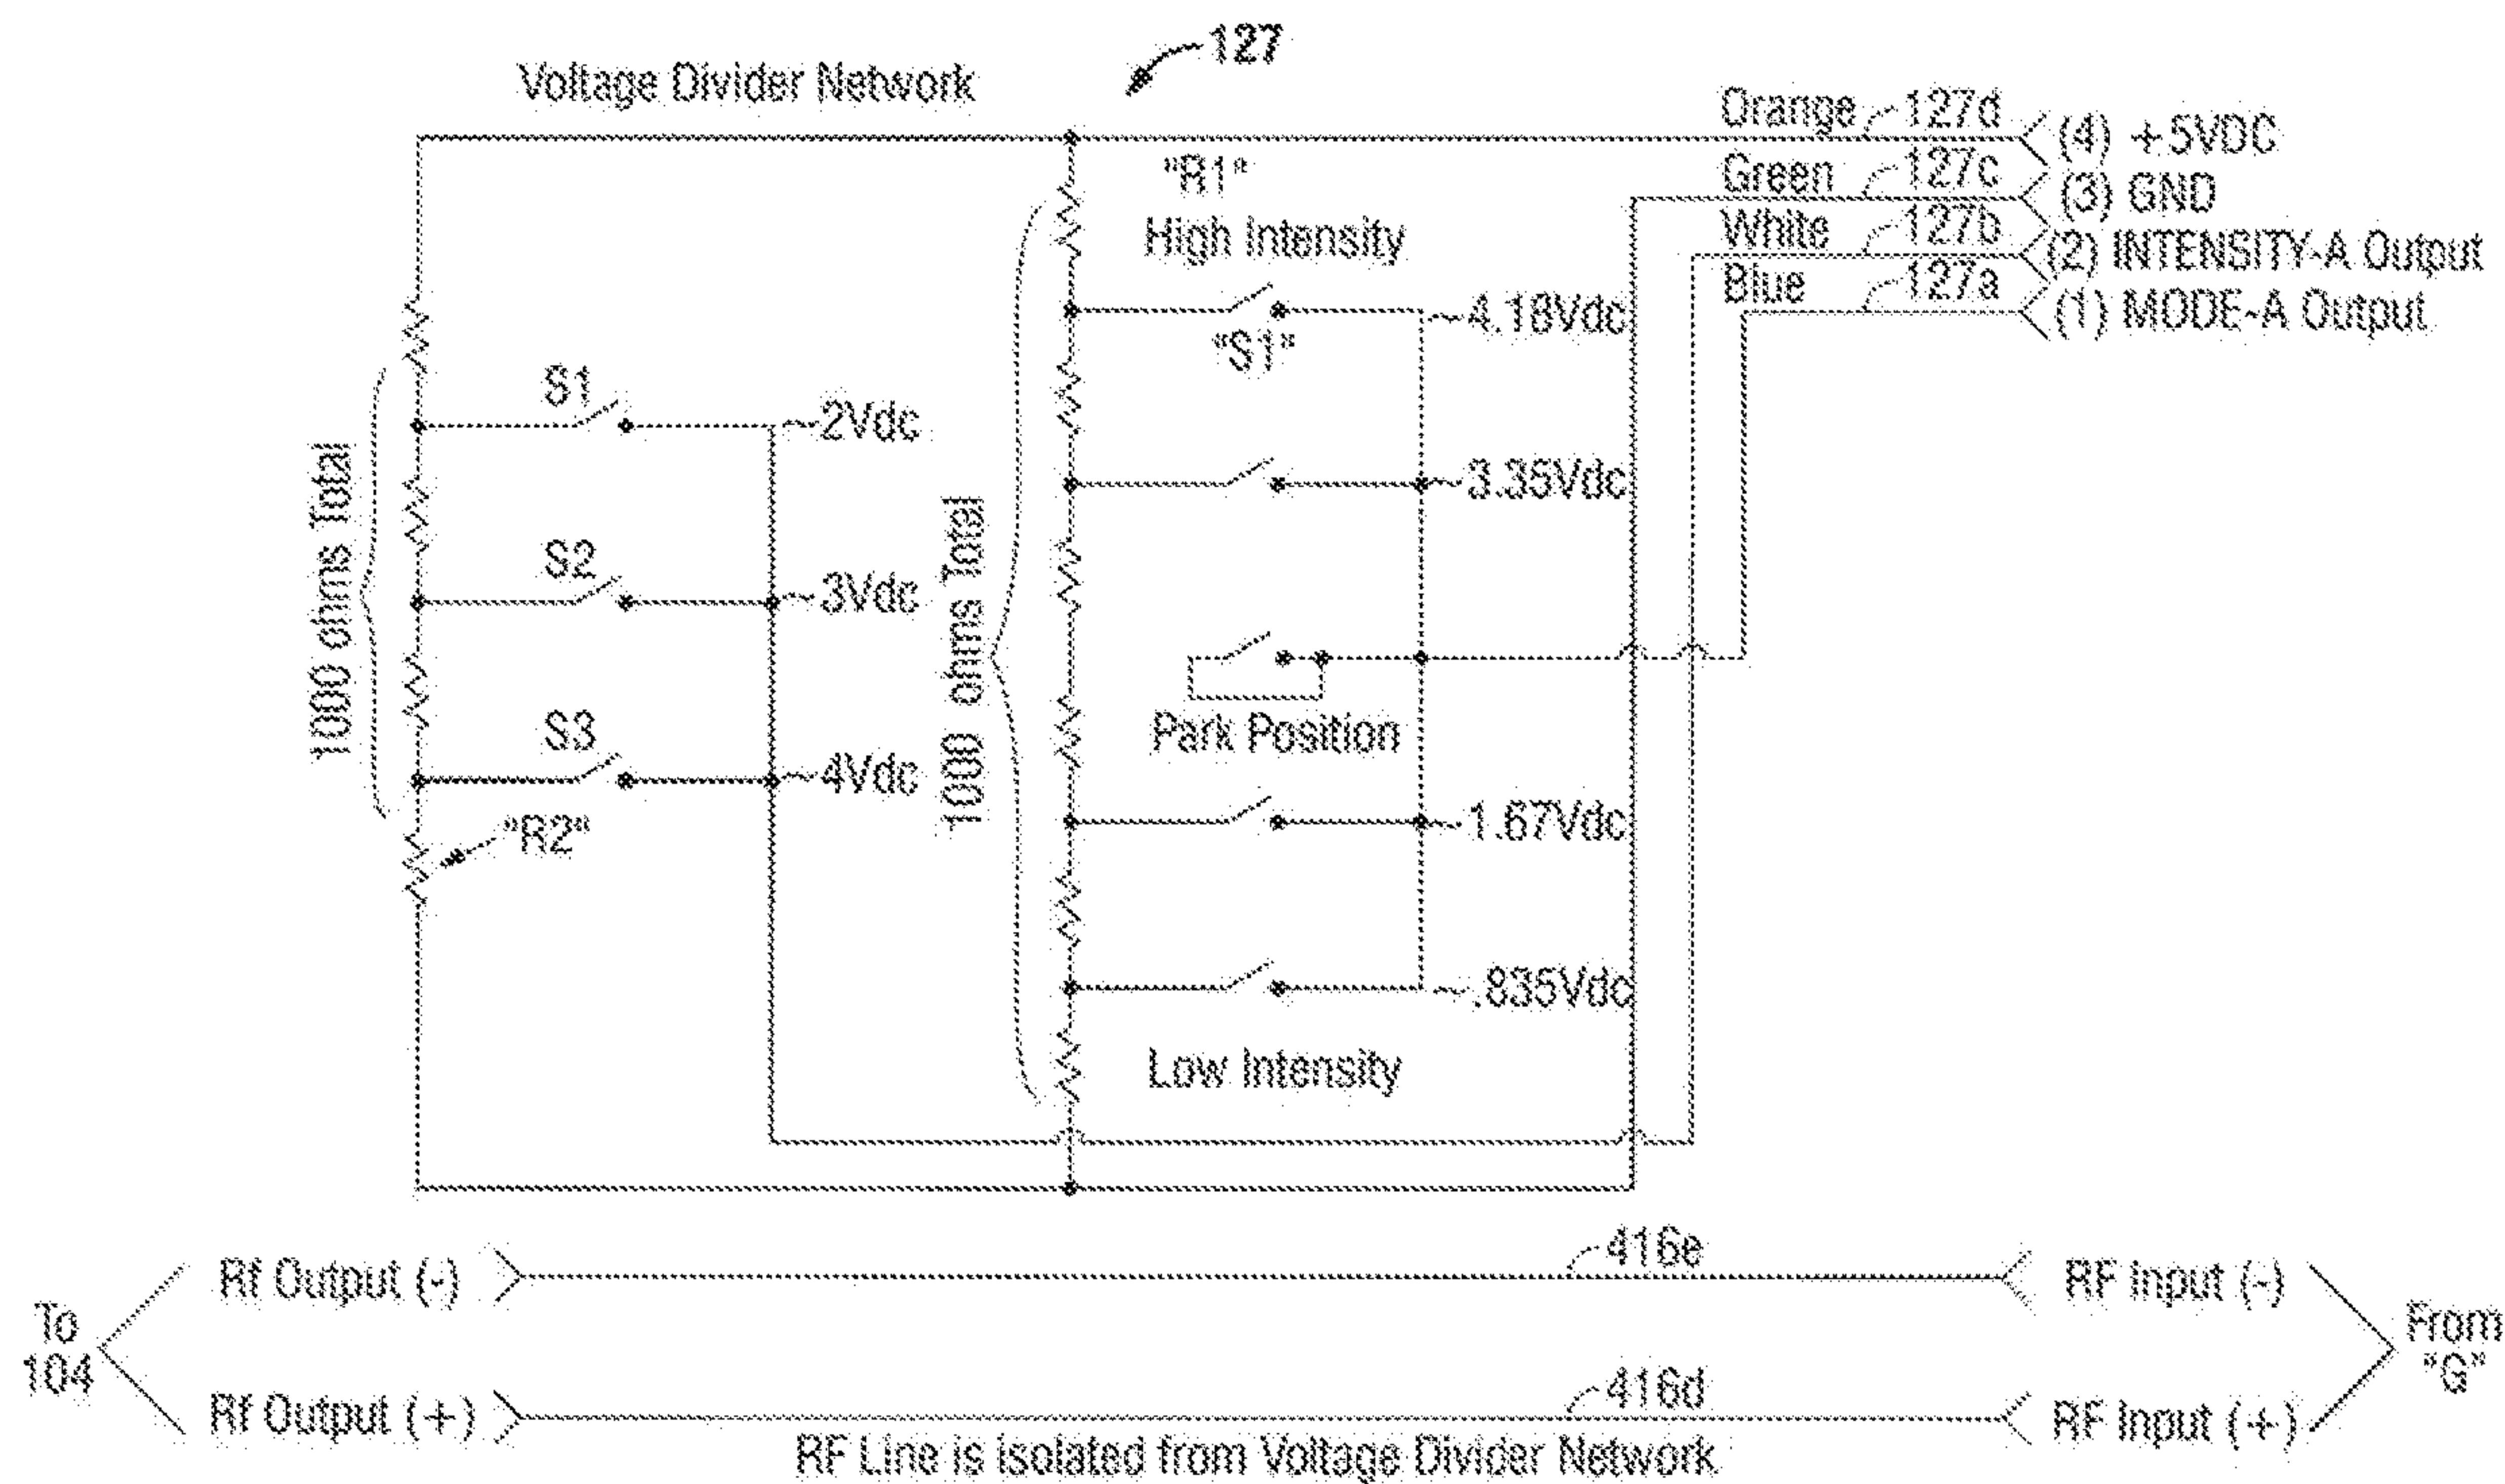 127
Voltage Divider Network
Orange 127d (4) +5VDC
"R1"
Green 127c (3) GND
High Intensity
White 127b (2) INTENSITY-A Output
Blue 127a (1) MODE-A Output
4.18Vdc
"S1"
S1
2Vdc
3.35Vdc
1000 ohms Total
S2
3Vdc
1000 ohms Total
Park Position
S3
4Vdc
1.67Vdc
"R2"
.835Vdc
Low Intensity
416e
Rf Output (-)
RF Input (-)
To
104
From
"G"
416d
Rf Output (+)
RF Input (+)
RF Line is isolated from Voltage Divider Network